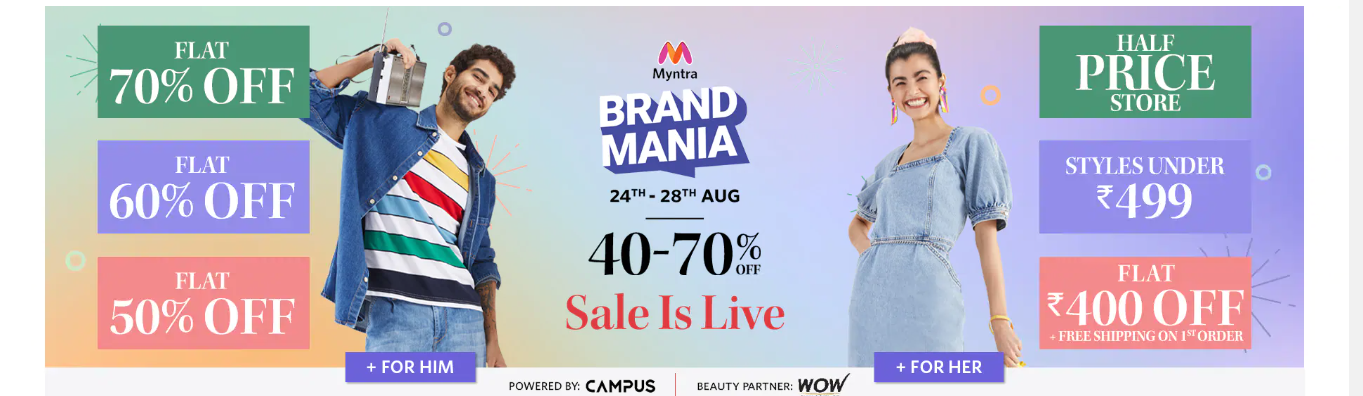 FLAT
70% OFF
FLAT
60% OFF
FLAT
50% OFF
+ FOR HIM
Myntra
BRAND
MANIA
24TH - 28TH AUG
40-70% OFF
Sale Is Live
POWERED BY: CAMPUS
BEAUTY PARTNER: WOW
HALF
PRICE
STORE
STYLES UNDER
₹499
FLAT
₹400 OFF
+ FREE SHIPPING ON 1ST ORDER
+ FOR HER